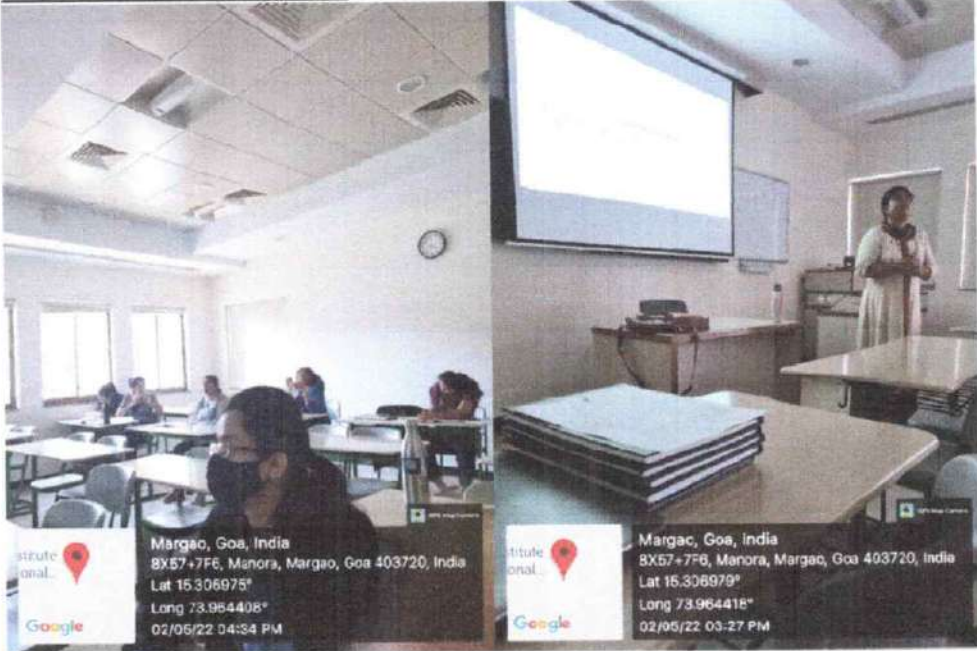 stitute
onal...
Google
GPS Map Camera
Margao, Goa, India
8X57+7F6, Manora, Margao, Goa 403720, India
Lat 15.306975°
Long 73.964408°
02/05/22 04:34 PM
stitute
onal...
Google
GPS Map Camera
Margao, Goa, India
8X57+7F6, Manora, Margao, Goa 403720, India
Lat 15.306979°
Long 73.964418°
02/05/22 03:27 PM